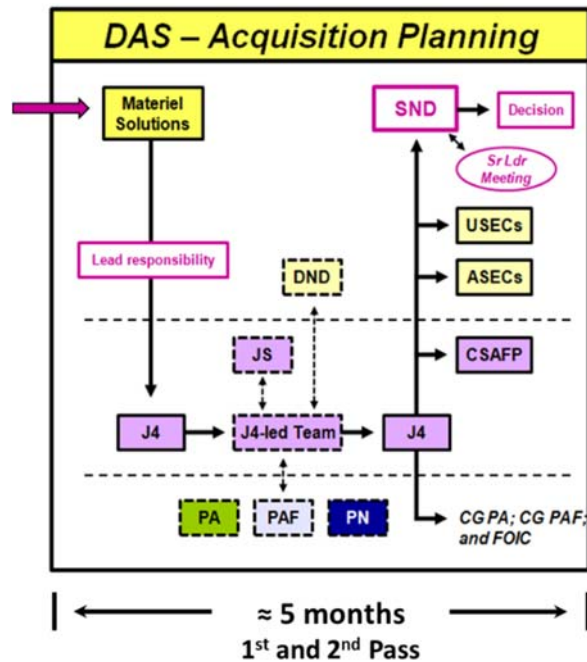 DAS – Acquisition Planning
Materiel
Solutions
SND
Decision
Sr Ldr
Meeting
USECs
Lead responsibility
DND
ASECs
JS
CSAFP
J4
J4-led Team
J4
PA
PAF
PN
CG PA; CG PAF;
and FOIC
≈ 5 months
1st and 2nd Pass